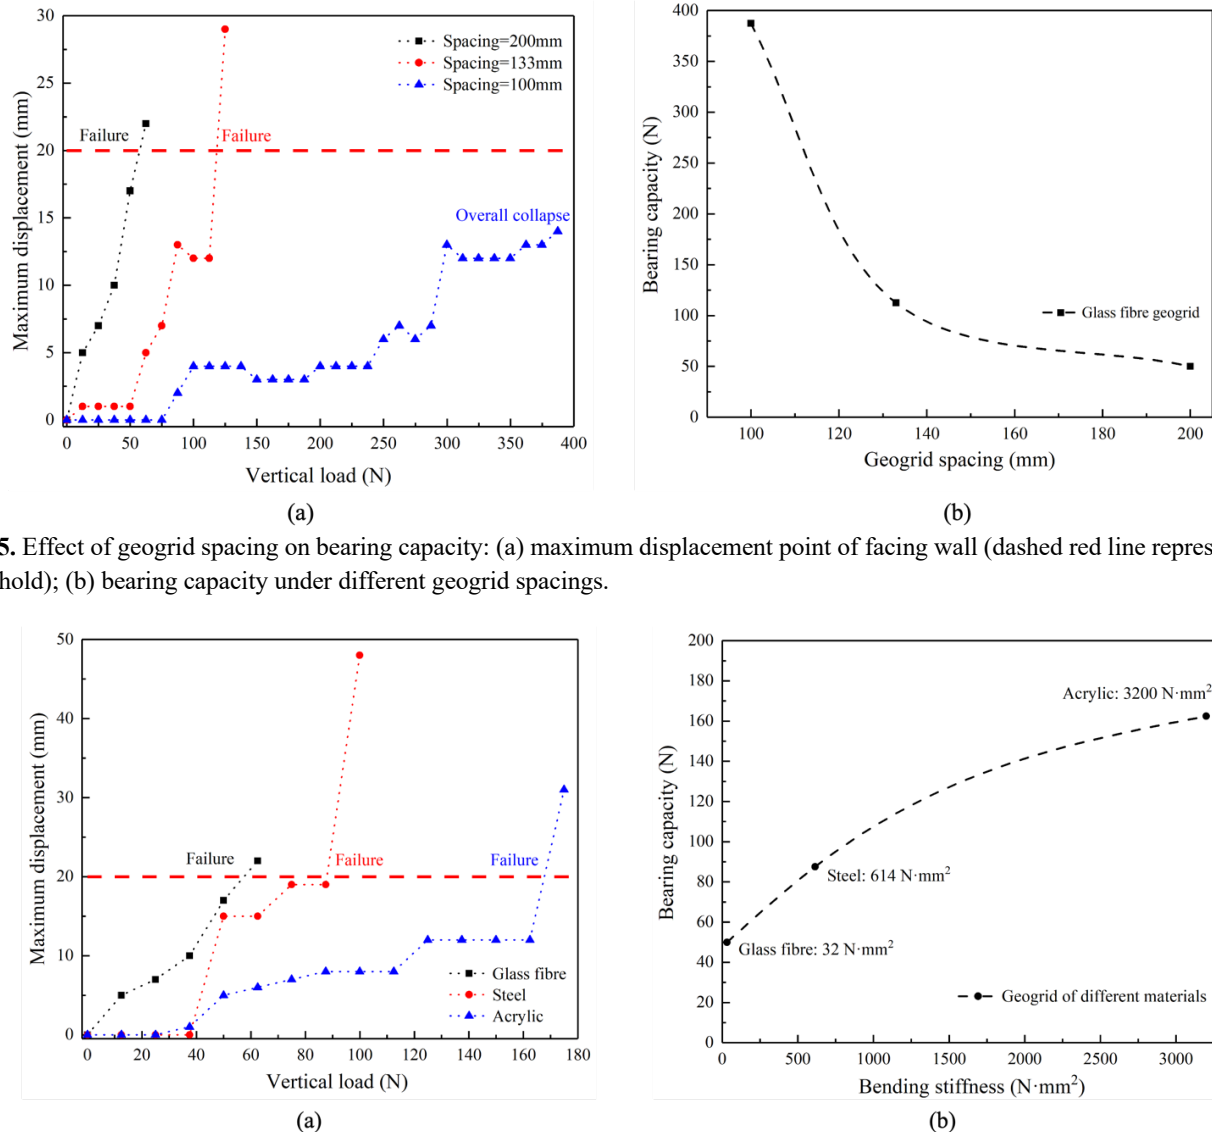 30
25
20
15
10
5
0
Maximum displacement (mm)
Spacing=200mm
Spacing=133mm
Spacing=100mm
Failure
Failure
Overall collapse
0 50 100 150 200 250 300 350 400
Vertical load (N)
(a)
400
350
300
250
200
150
100
50
0
Bearing capacity (N)
Glass fibre geogrid
100 120 140 160 180 200
Geogrid spacing (mm)
(b)
5. Effect of geogrid spacing on bearing capacity: (a) maximum displacement point of facing wall (dashed red line repres
hold); (b) bearing capacity under different geogrid spacings.
50
40
30
20
10
0
Maximum displacement (mm)
Failure
Failure
Failure
Glass fibre
Steel
Acrylic
0 20 40 60 80 100 120 140 160 180
Vertical load (N)
(a)
200
180
160
140
120
100
80
60
40
20
0
Bearing capacity (N)
Acrylic: 3200 N·mm²
Steel: 614 N·mm²
Glass fibre: 32 N·mm²
Geogrid of different materials
0 500 1000 1500 2000 2500 3000
Bending stiffness (N·mm²)
(b)